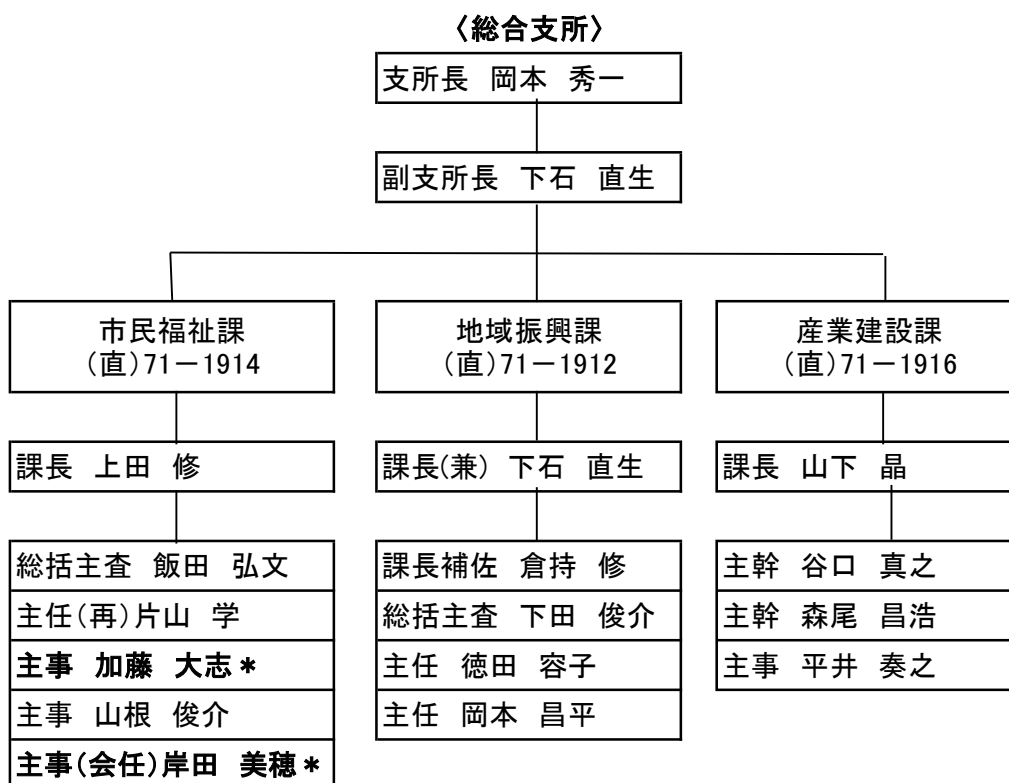 〈総合支所〉
支所長 岡本 秀一
副支所長 下石 直生
市民福祉課
(直)71－1914
課長 上田 修
総括主査 飯田 弘文
主任(再)片山 学
主事 加藤 大志＊
主事 山根 俊介
主事(会任)岸田 美穂＊
地域振興課
(直)71－1912
課長(兼) 下石 直生
課長補佐 倉持 修
総括主査 下田 俊介
主任 徳田 容子
主任 岡本 昌平
産業建設課
(直)71－1916
課長 山下 晶
主幹 谷口 真之
主幹 森尾 昌浩
主事 平井 奏之